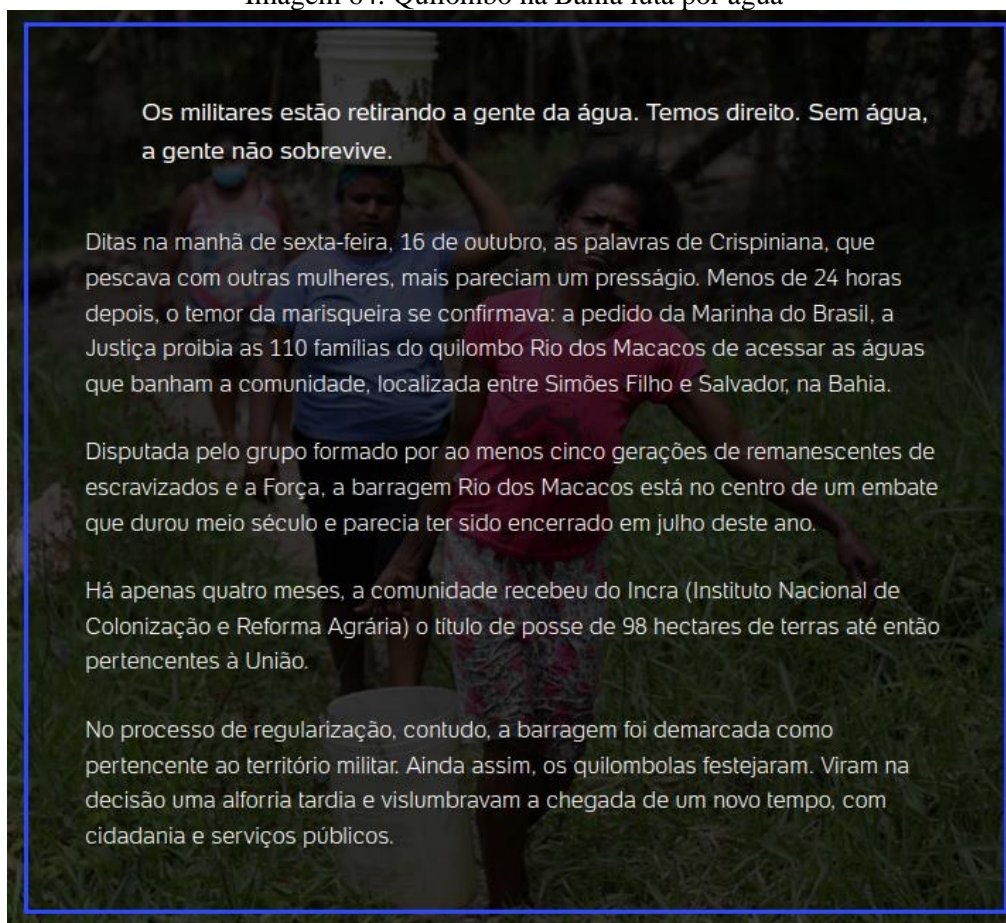 Imagem 64: Quilombo na Bahia luta por água
Os militares estão retirando a gente da água. Temos direito. Sem água,
a gente não sobrevive.
Ditas na manhã de sexta-feira, 16 de outubro, as palavras de Crispiniana, que
pescava com outras mulheres, mais pareciam um presságio. Menos de 24 horas
depois, o temor da marisqueira se confirmava: a pedido da Marinha do Brasil, a
Justiça proibia as 110 famílias do quilombo Rio dos Macacos de acessar as águas
que banham a comunidade, localizada entre Simões Filho e Salvador, na Bahia.
Disputada pelo grupo formado por ao menos cinco gerações de remanescentes de
escravizados e a Força, a barragem Rio dos Macacos está no centro de um embate
que durou meio século e parecia ter sido encerrado em julho deste ano.
Há apenas quatro meses, a comunidade recebeu do Incra (Instituto Nacional de
Colonização e Reforma Agrária) o título de posse de 98 hectares de terras até então
pertencentes à União.
No processo de regularização, contudo, a barragem foi demarcada como
pertencente ao território militar. Ainda assim, os quilombolas festejaram. Viram na
decisão uma alforria tardia e vislumbravam a chegada de um novo tempo, com
cidadania e serviços públicos.